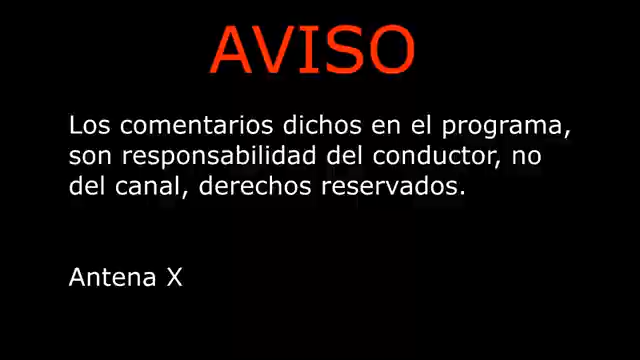 AVISO
Los comentarios dichos en el programa,
son responsabilidad del conductor, no
del canal, derechos reservados.
Antena X